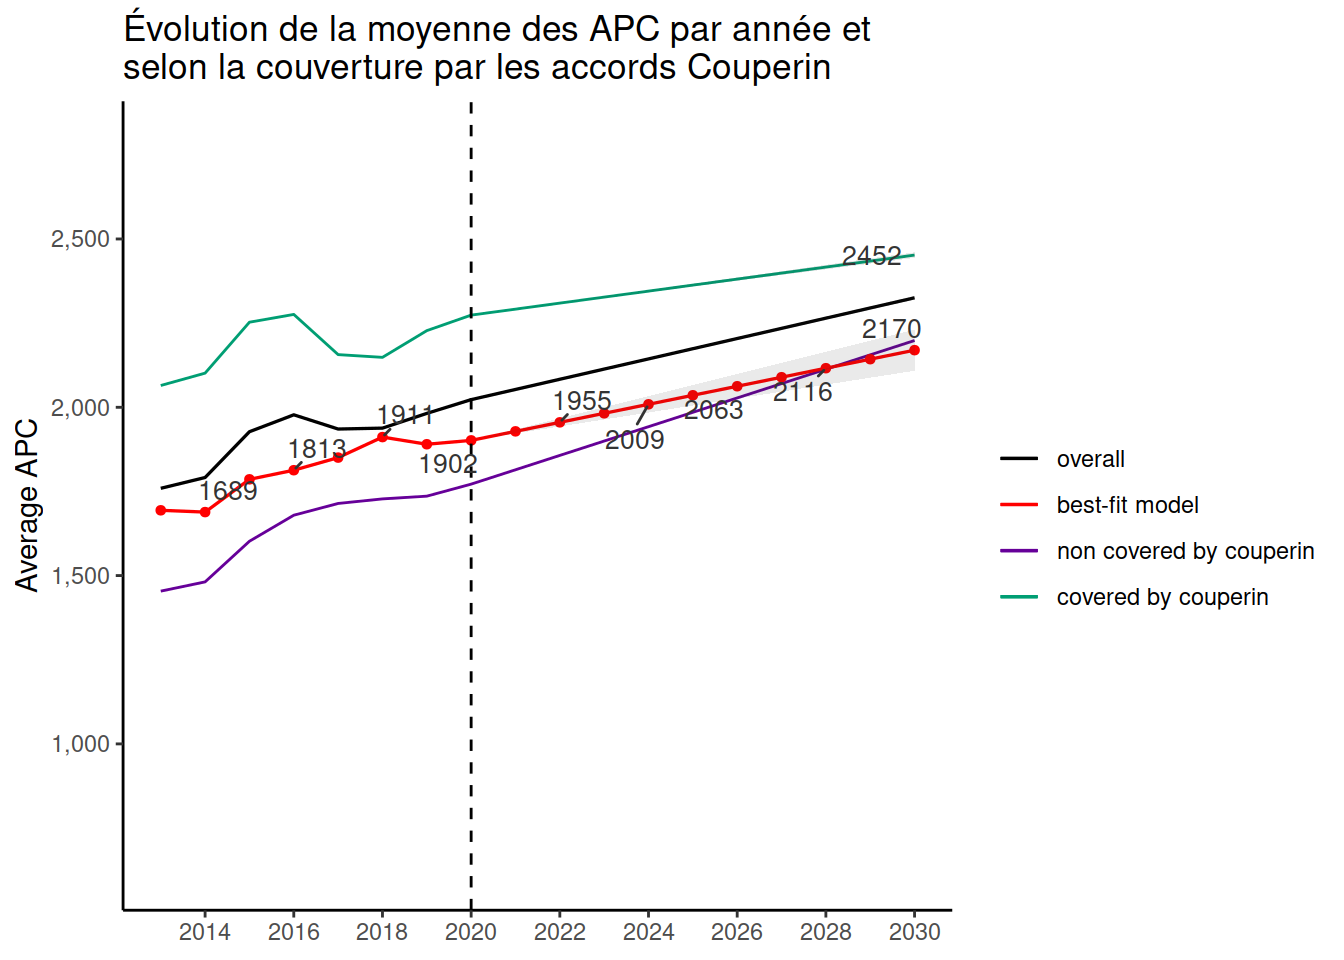 Évolution de la moyenne des APC par année et
selon la couverture par les accords Couperin
Average APC
2,500
2,000
1,500
1,000
2452
2170
2116
2063
2009
1955
1902
1911
1813
1689
2014 2016 2018 2020 2022 2024 2026 2028 2030
overall
best-fit model
non covered by couperin
covered by couperin